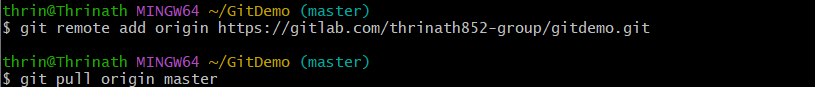 thrin@Thrinath MINGW64 ~/GitDemo (master)
$ git remote add origin https://gitlab.com/thrinath852-group/gitdemo.git
thrin@Thrinath MINGW64 ~/GitDemo (master)
$ git pull origin master